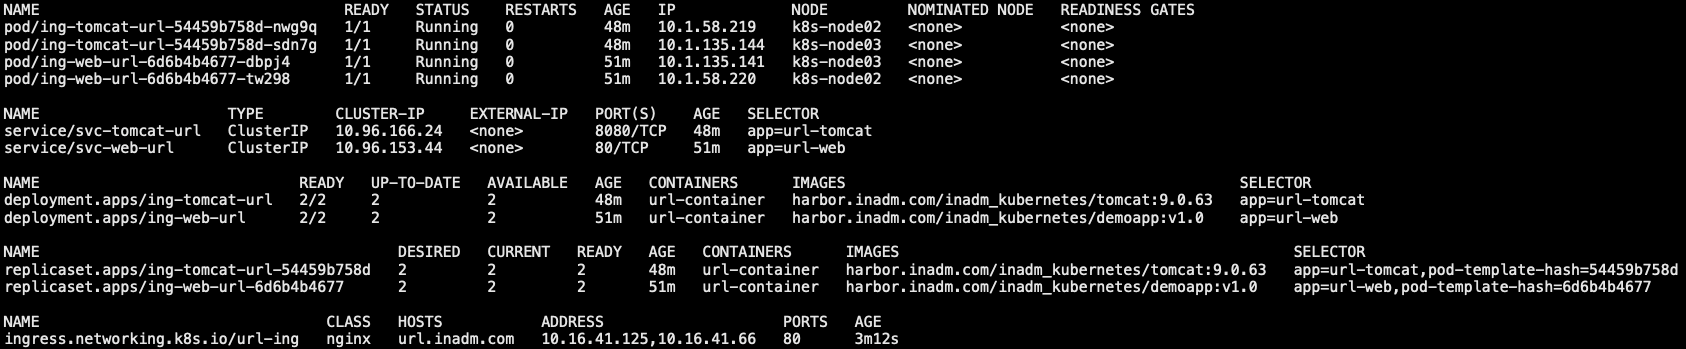 NAME READY STATUS RESTARTS AGE IP NODE NOMINATED NODE READINESS GATES
pod/ing-tomcat-url-54459b758d-nwg9q 1/1 Running 0 48m 10.1.58.219 k8s-node02 <none> <none>
pod/ing-tomcat-url-54459b758d-sdn7g 1/1 Running 0 48m 10.1.135.144 k8s-node03 <none> <none>
pod/ing-web-url-6d6b4b4677-dbpj4 1/1 Running 0 51m 10.1.135.141 k8s-node03 <none> <none>
pod/ing-web-url-6d6b4b4677-tw298 1/1 Running 0 51m 10.1.58.220 k8s-node02 <none> <none>
NAME TYPE CLUSTER-IP EXTERNAL-IP PORT(S) AGE SELECTOR
service/svc-tomcat-url ClusterIP 10.96.166.24 <none> 8080/TCP 48m app=url-tomcat
service/svc-web-url ClusterIP 10.96.153.44 <none> 80/TCP 51m app=url-web
NAME READY UP-TO-DATE AVAILABLE AGE CONTAINERS IMAGES SELECTOR
deployment.apps/ing-tomcat-url 2/2 2 2 48m url-container harbor.inadm.com/inadm_kubernetes/tomcat:9.0.63 app=url-tomcat
deployment.apps/ing-web-url 2/2 2 2 51m url-container harbor.inadm.com/inadm_kubernetes/demoapp:v1.0 app=url-web
NAME DESIRED CURRENT READY AGE CONTAINERS IMAGES SELECTOR
replicaset.apps/ing-tomcat-url-54459b758d 2 2 2 48m url-container harbor.inadm.com/inadm_kubernetes/tomcat:9.0.63 app=url-tomcat,pod-template-hash=54459b758d
replicaset.apps/ing-web-url-6d6b4b4677 2 2 2 51m url-container harbor.inadm.com/inadm_kubernetes/demoapp:v1.0 app=url-web,pod-template-hash=6d6b4b4677
NAME CLASS HOSTS ADDRESS PORTS AGE
ingress.networking.k8s.io/url-ing nginx url.inadm.com 10.16.41.125,10.16.41.66 80 3m12s